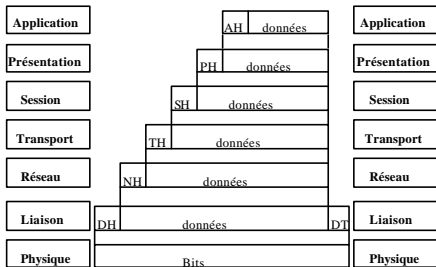 Application AH données Application
Présentation PH données Présentation
Session SH données Session
Transport TH données Transport
Réseau NH données Réseau
Liaison DH données DT Liaison
Physique Bits Physique